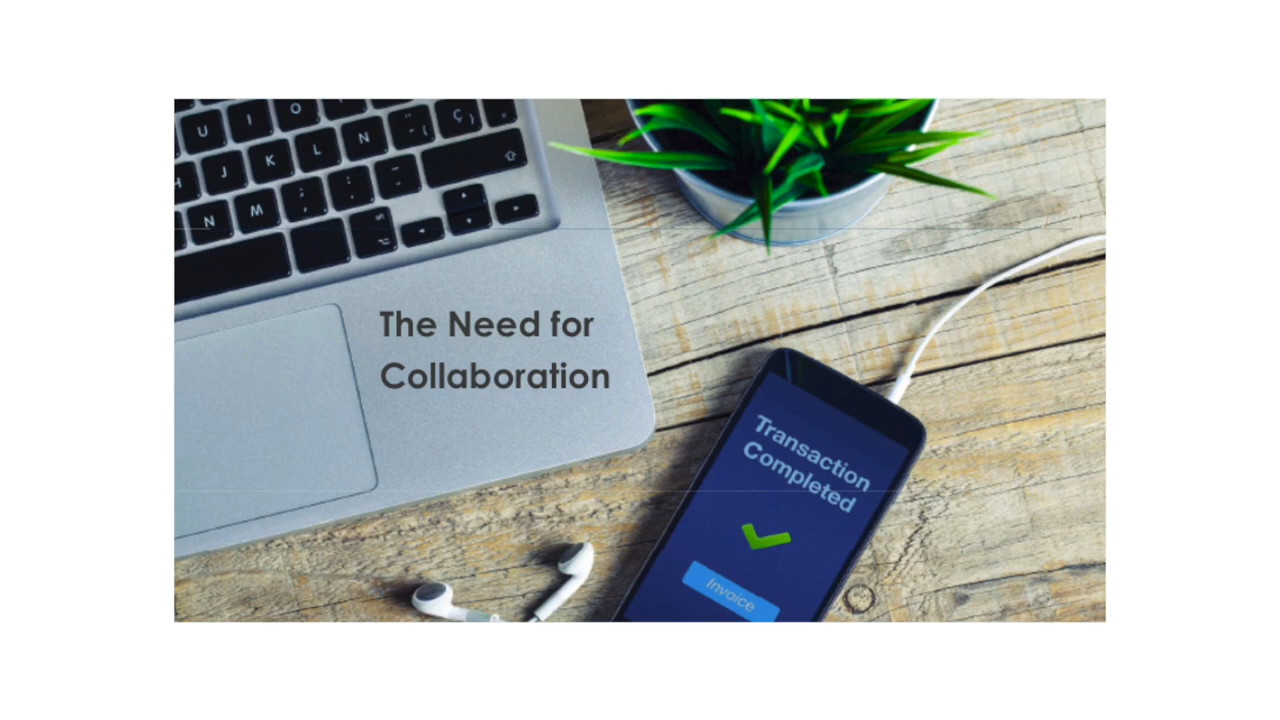 U I O
H J K L Ñ Ç
N M
The Need for
Collaboration
Transaction
Completed
Invoice